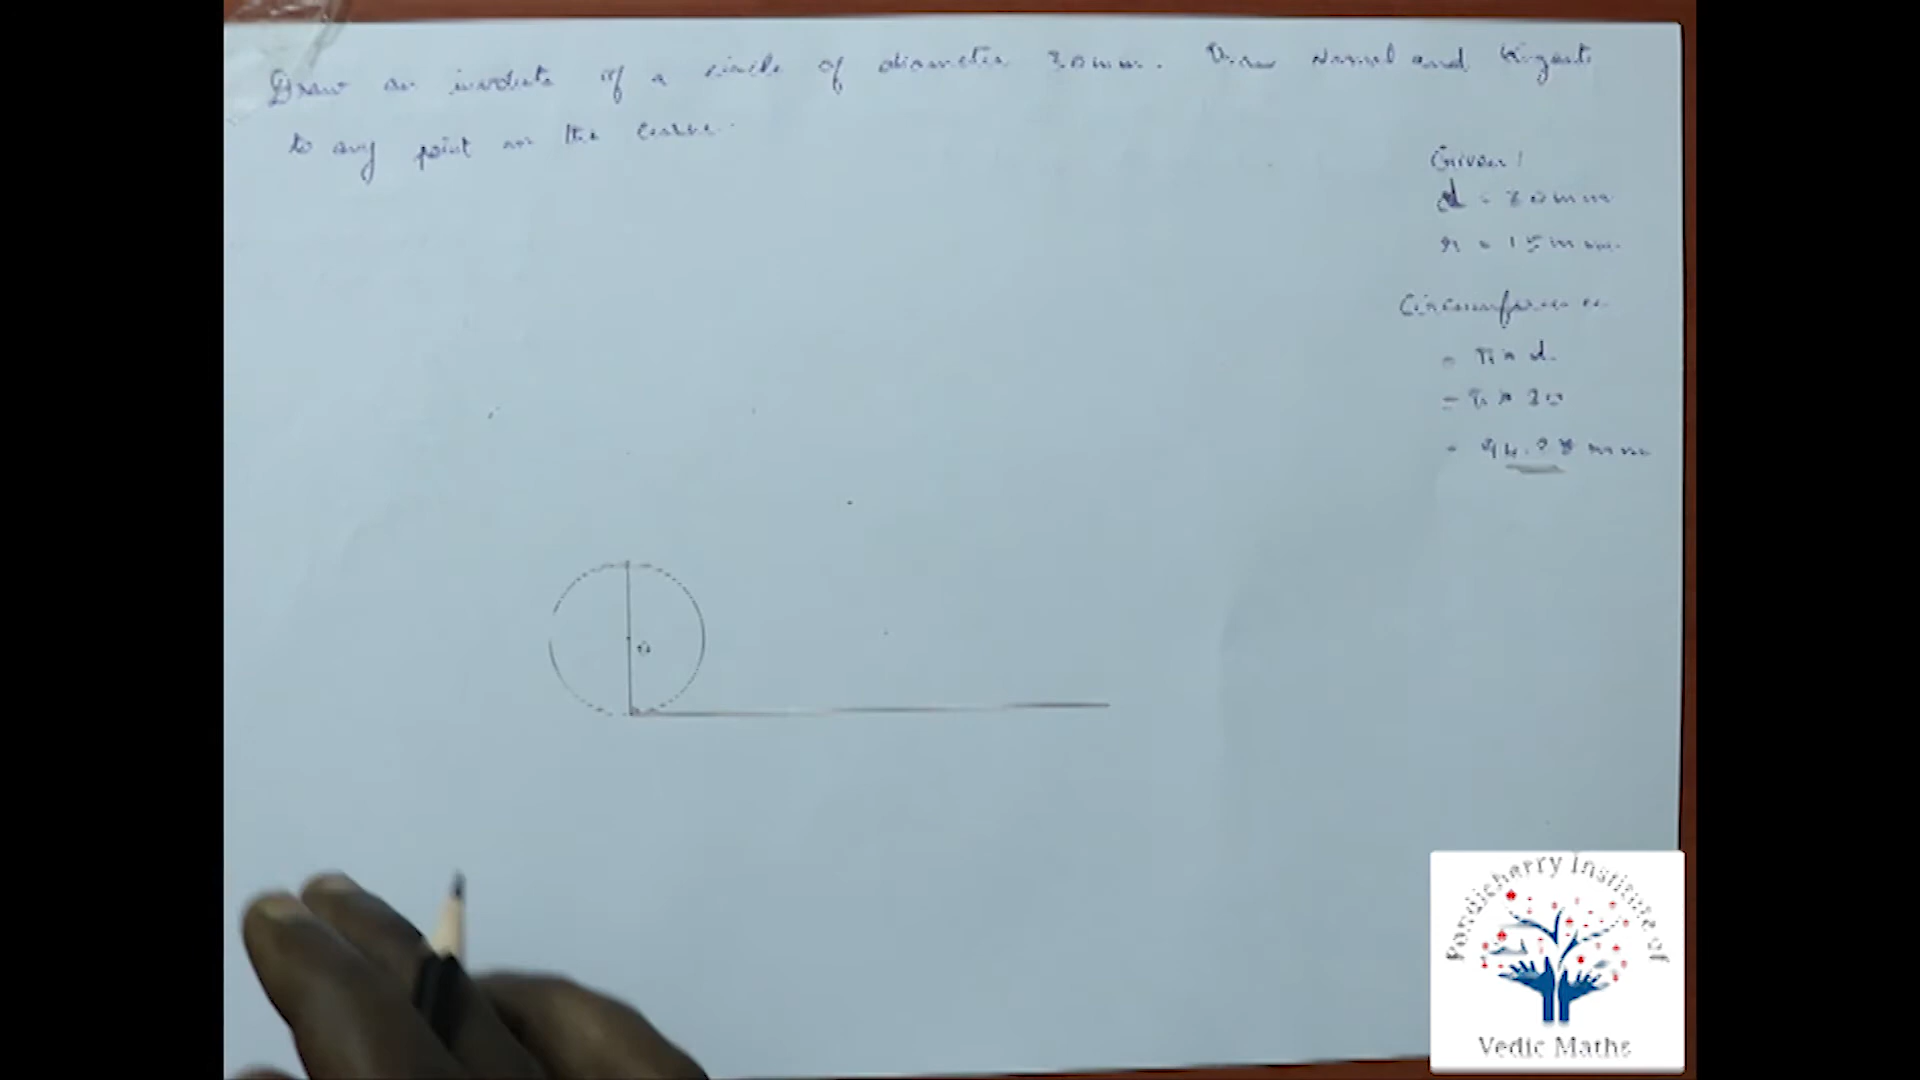 Draw an involute of a circle of diameter 30mm. Draw Normal and tangent
to any point on the curve.
Given!
d = 30mm
r = 15mm.
Circumference
= π × d.
= π × 30
= 94.28 mm
O
Pondicherry Institute of
Vedic Maths